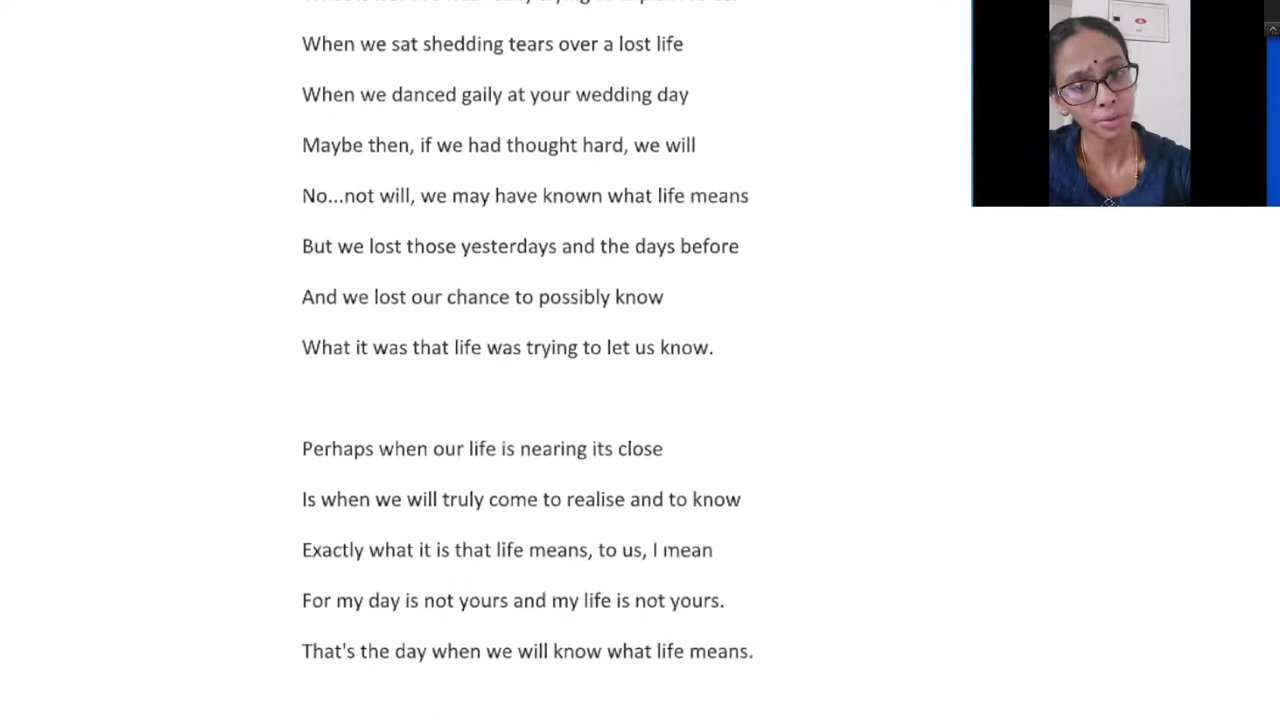 When we sat shedding tears over a lost life
When we danced gaily at your wedding day
Maybe then, if we had thought hard, we will
No...not will, we may have known what life means
But we lost those yesterdays and the days before
And we lost our chance to possibly know
What it was that life was trying to let us know.
Perhaps when our life is nearing its close
Is when we will truly come to realise and to know
Exactly what it is that life means, to us, I mean
For my day is not yours and my life is not yours.
That's the day when we will know what life means.